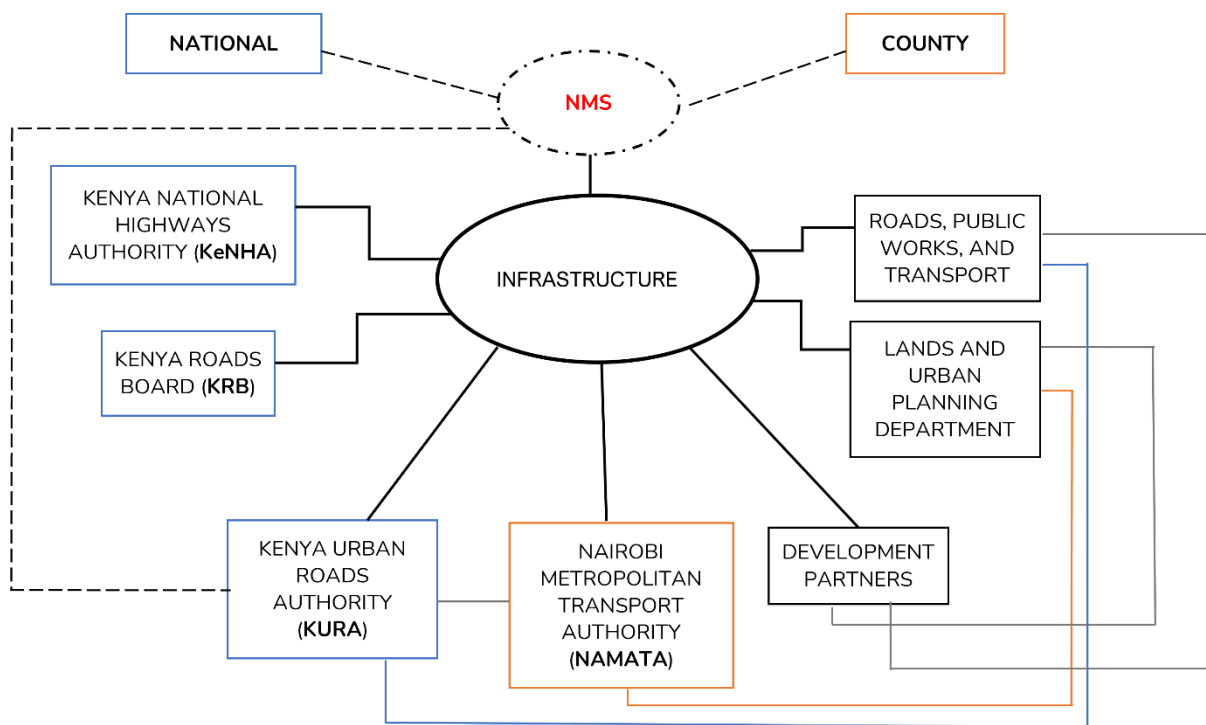 NATIONAL
COUNTY
NMS
KENYA NATIONAL
HIGHWAYS
AUTHORITY (KeNHA)
INFRASTRUCTURE
ROADS, PUBLIC
WORKS, AND
TRANSPORT
KENYA ROADS
BOARD (KRB)
LANDS AND
URBAN
PLANNING
DEPARTMENT
KENYA URBAN
ROADS
AUTHORITY
(KURA)
NAIROBI
METROPOLITAN
TRANSPORT
AUTHORITY
(NAMATA)
DEVELOPMENT
PARTNERS